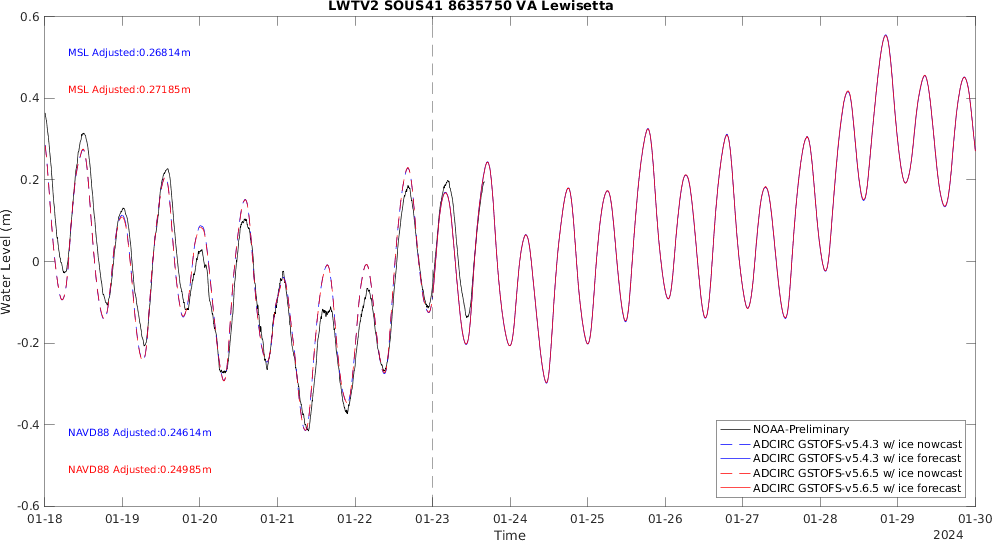 LWTV2 SOUS41 8635750 VA Lewisetta
0.6
0.4
0.2
0
-0.2
-0.4
-0.6
Water Level (m)
MSL Adjusted:0.26814m
MSL Adjusted:0.27185m
NAVD88 Adjusted:0.24614m
NAVD88 Adjusted:0.24985m
NOAA-Preliminary
ADCIRC GSTOFS-v5.4.3 w/ ice nowcast
ADCIRC GSTOFS-v5.4.3 w/ ice forecast
ADCIRC GSTOFS-v5.6.5 w/ ice nowcast
ADCIRC GSTOFS-v5.6.5 w/ ice forecast
01-18 01-19 01-20 01-21 01-22 01-23 01-24 01-25 01-26 01-27 01-28 01-29 01-30
Time
2024